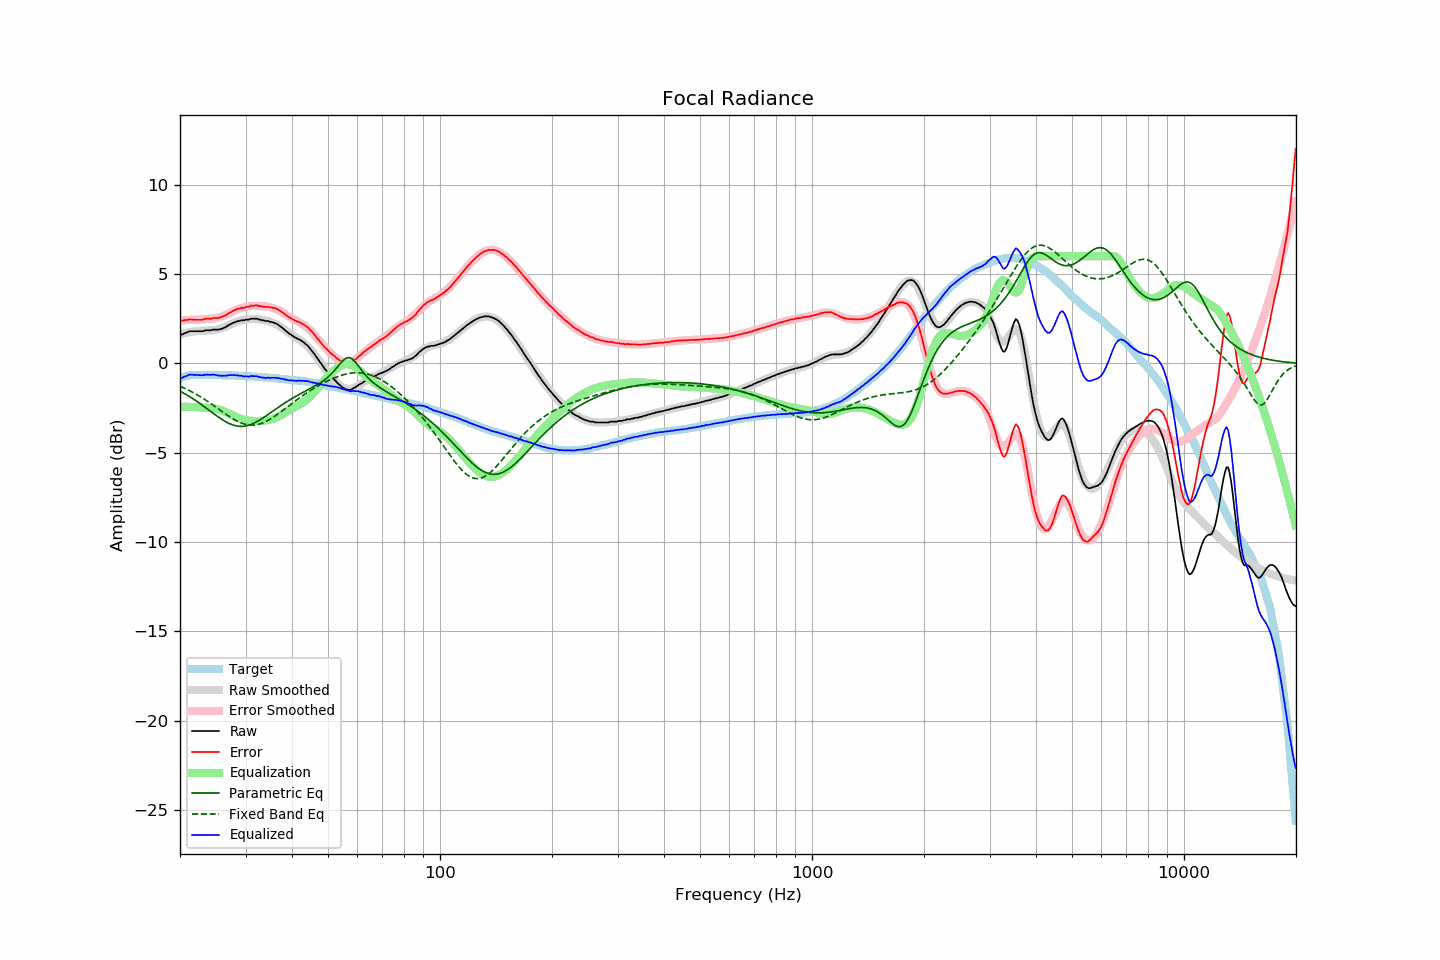 Focal Radiance
Amplitude (dBr)
10
5
0
−5
−10
−15
−20
−25
Target
Raw Smoothed
Error Smoothed
Raw
Error
Equalization
Parametric Eq
Fixed Band Eq
Equalized
100
1000
10000
Frequency (Hz)